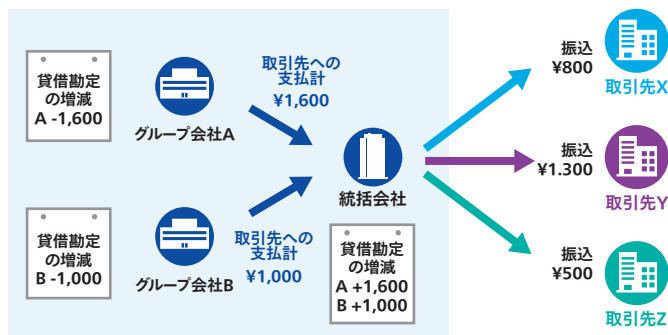 貸借勘定
の増減
A -1,600
グループ会社A
取引先への
支払計
¥1,600
貸借勘定
の増減
B -1,000
グループ会社B
取引先への
支払計
¥1,000
統括会社
貸借勘定
の増減
A +1,600
B +1,000
振込
¥800
取引先X
振込
¥1.300
取引先Y
振込
¥500
取引先Z